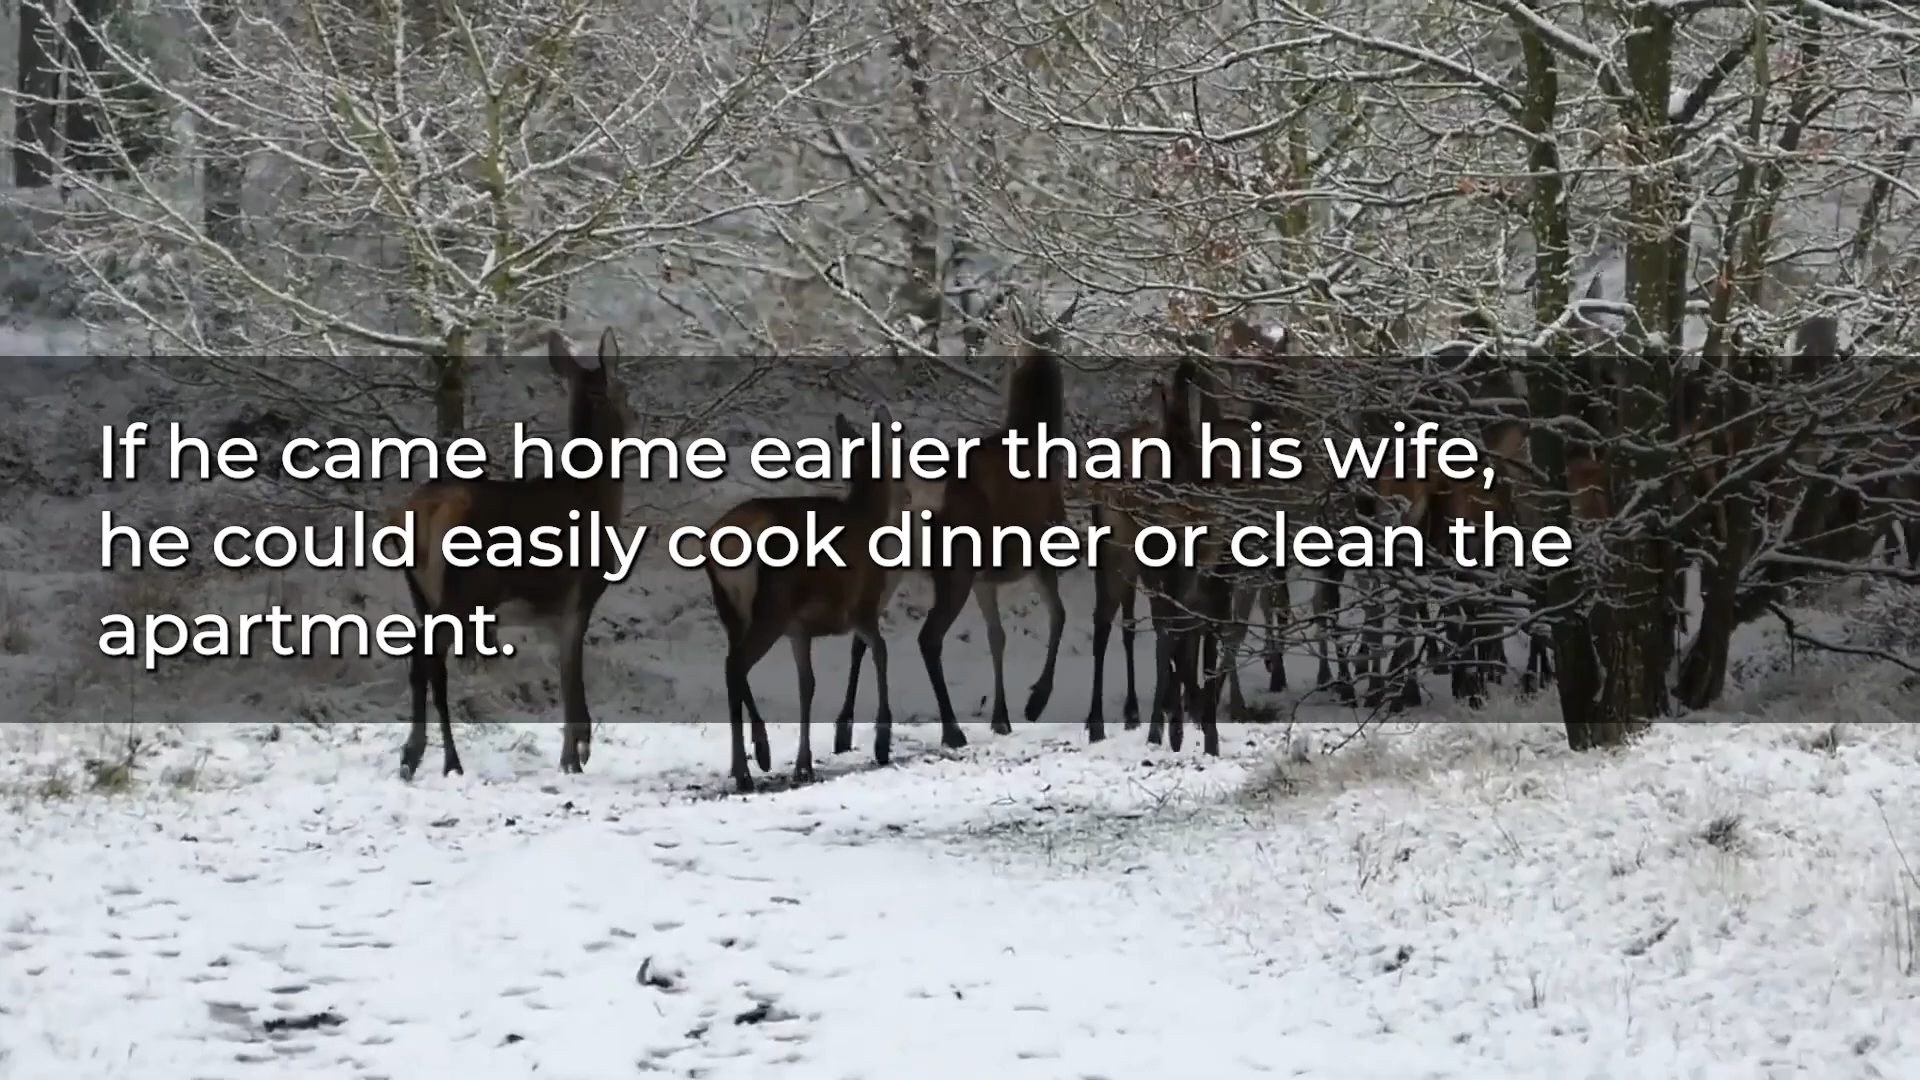 If he came home earlier than his wife,
he could easily cook dinner or clean the
apartment.